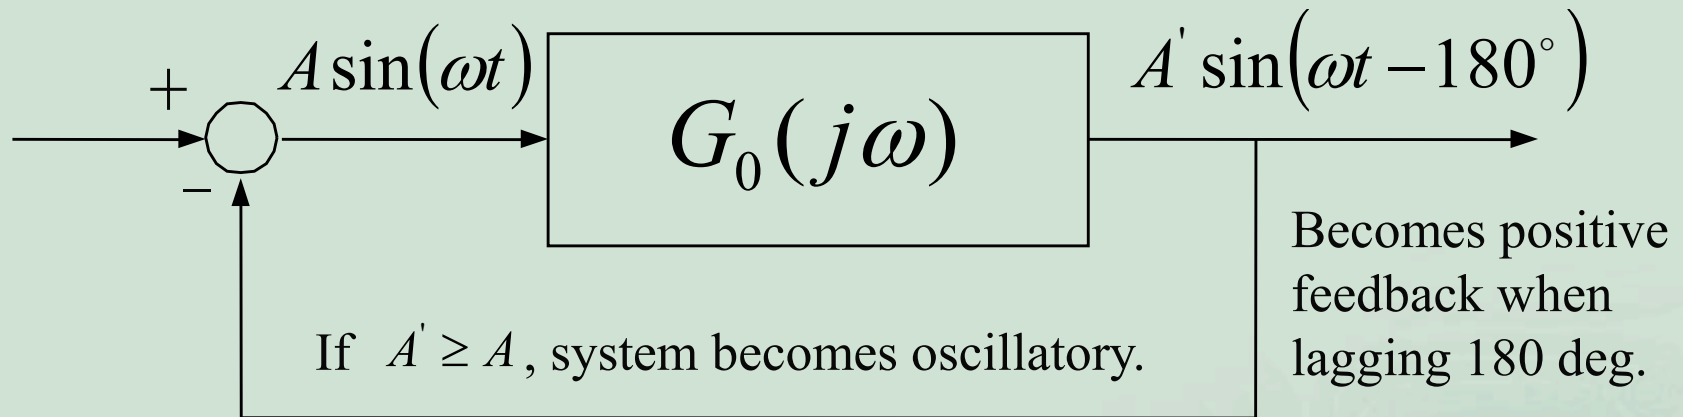 +
A sin(ωt)
G₀(jω)
A' sin(ωt − 180°)
−
Becomes positive
feedback when
lagging 180 deg.
If A' ≥ A, system becomes oscillatory.